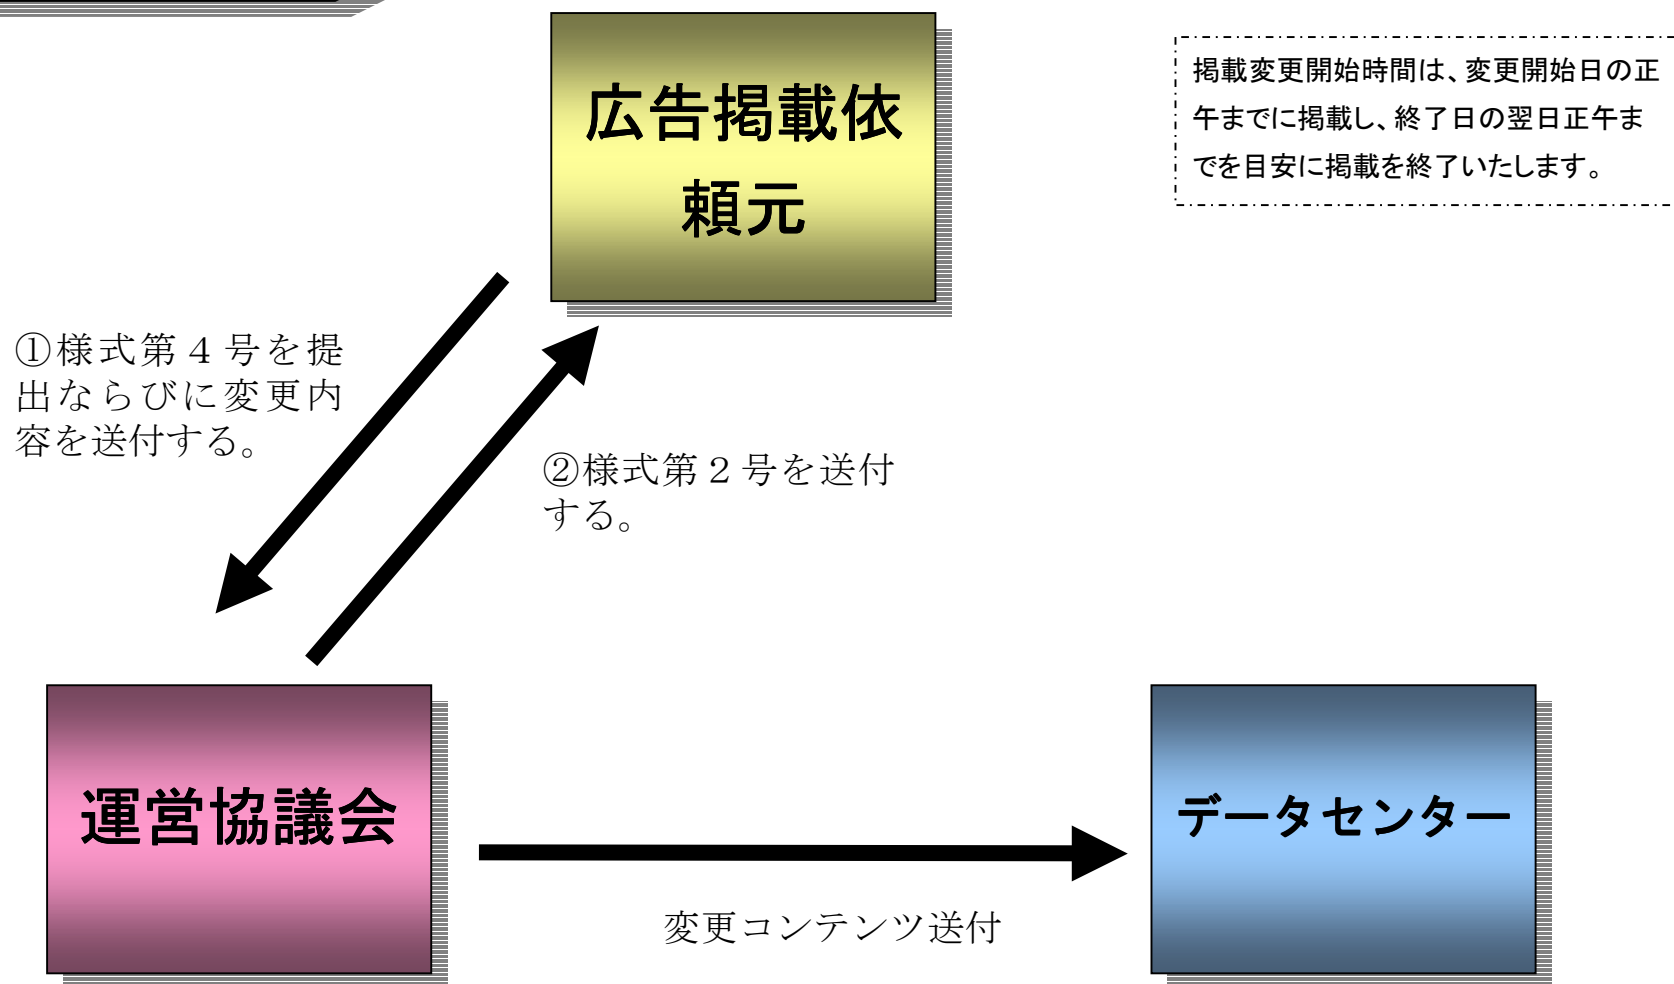 広告掲載依
頼元
掲載変更開始時間は、変更開始日の正
午までに掲載し、終了日の翌日正午ま
でを目安に掲載を終了いたします。
①様式第４号を提
出ならびに変更内
容を送付する。
②様式第２号を送付
する。
運営協議会
データセンター
変更コンテンツ送付